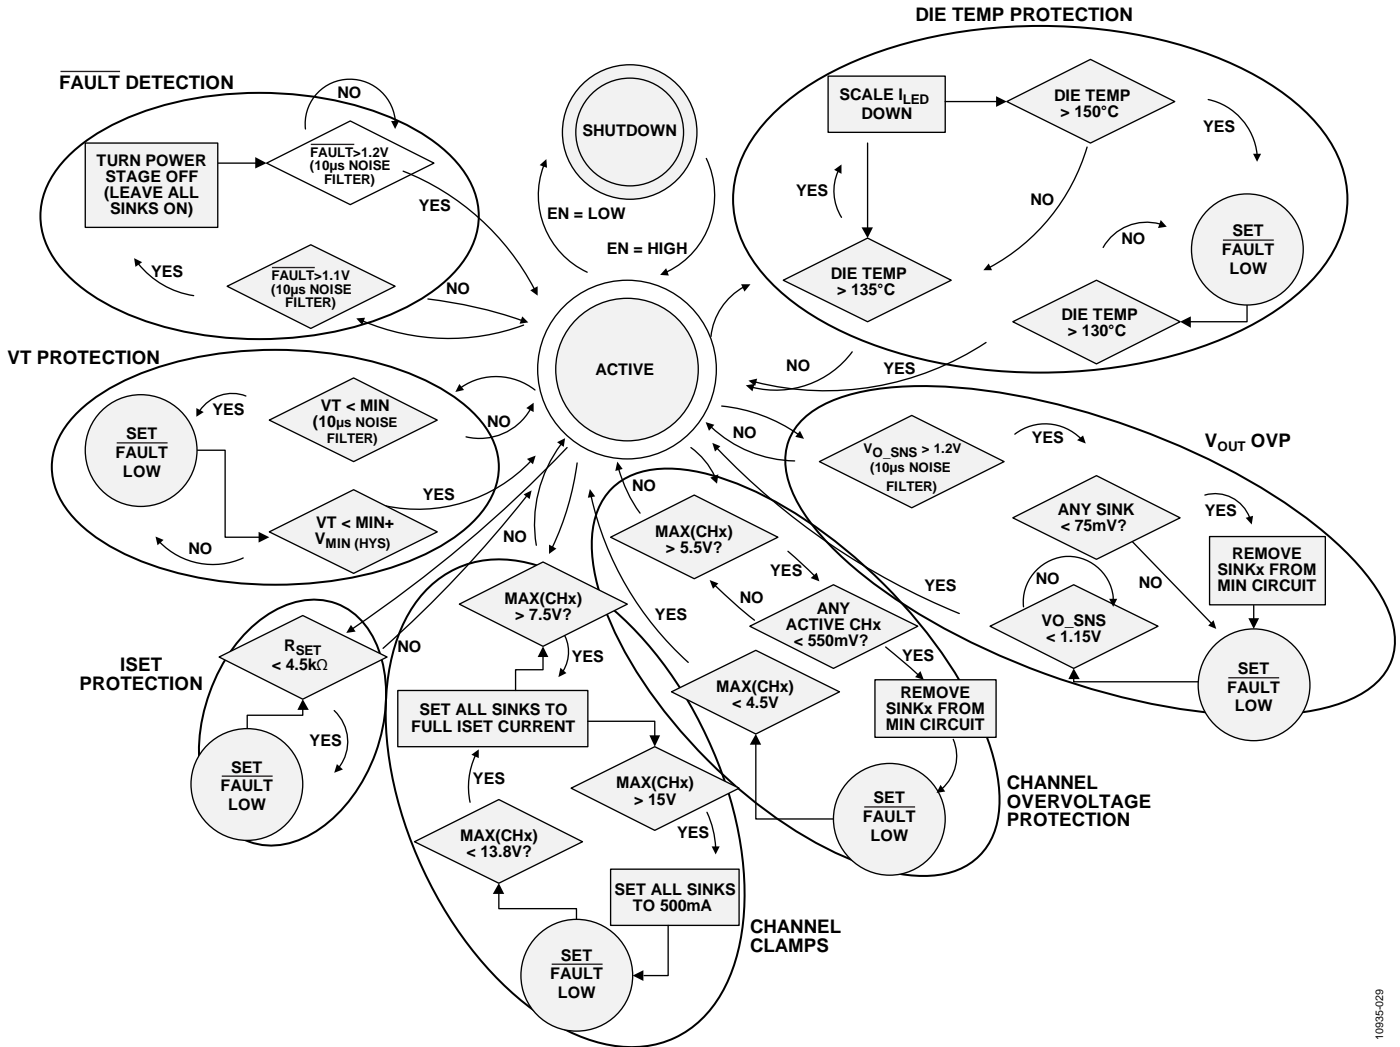 DIE TEMP PROTECTION
FAULT DETECTION
NO
TURN POWER
STAGE OFF
(LEAVE ALL
SINKS ON)
FAULT>1.2V
(10µs NOISE
FILTER)
YES
YES
FAULT>1.1V
(10µs NOISE
FILTER)
NO
SHUTDOWN
EN = LOW
EN = HIGH
ACTIVE
SCALE ILED
DOWN
DIE TEMP
> 150°C
YES
YES
NO
DIE TEMP
> 135°C
NO
SET
FAULT
LOW
DIE TEMP
> 130°C
NO
YES
VT PROTECTION
SET
FAULT
LOW
YES
VT < MIN
(10µs NOISE
FILTER)
NO
YES
NO
VT < MIN+
VMIN (HYS)
VOUT OVP
NO
VO_SNS > 1.2V
(10µs NOISE
FILTER)
YES
ANY SINK
< 75mV?
YES
REMOVE
SINKx FROM
MIN CIRCUIT
NO
NO
VO_SNS
< 1.15V
YES
SET
FAULT
LOW
ISET
PROTECTION
RSET
< 4.5kΩ
NO
YES
SET
FAULT
LOW
NO
MAX(CHx)
> 7.5V?
YES
SET ALL SINKS TO
FULL ISET CURRENT
YES
MAX(CHx)
> 15V
YES
MAX(CHx)
< 13.8V?
SET ALL SINKS
TO 500mA
SET
FAULT
LOW
CHANNEL
CLAMPS
NO
MAX(CHx)
> 5.5V?
YES
NO
ANY
ACTIVE CHx
< 550mV?
YES
YES
MAX(CHx)
< 4.5V
REMOVE
SINKx FROM
MIN CIRCUIT
SET
FAULT
LOW
CHANNEL
OVERVOLTAGE
PROTECTION
10935-029